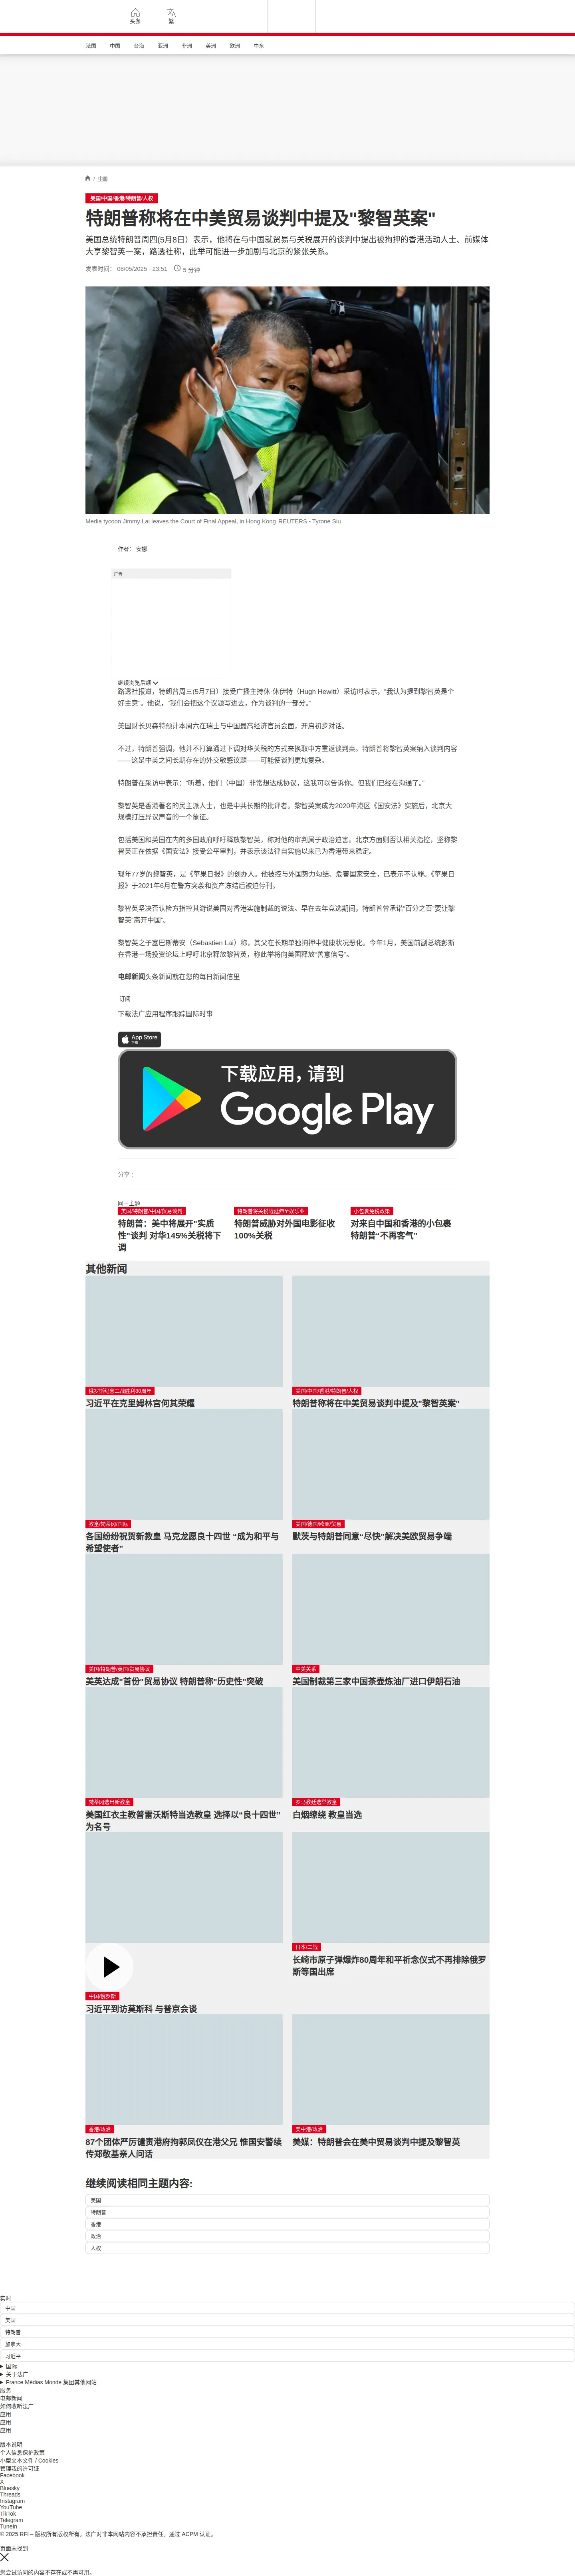 头条
繁
法国
中国
台海
亚洲
非洲
美洲
欧洲
中东
/ 中国
美国/中国/香港/特朗普/人权
特朗普称将在中美贸易谈判中提及"黎智英案"
美国总统特朗普周四(5月8日）表示，他将在与中国就贸易与关税展开的谈判中提出被拘押的香港活动人士、前媒体
大亨黎智英一案，路透社称，此举可能进一步加剧与北京的紧张关系。
发表时间： 08/05/2025 - 23:51
5 分钟
Media tycoon Jimmy Lai leaves the Court of Final Appeal, in Hong Kong REUTERS - Tyrone Siu
作者： 安娜
广告
继续浏览后续
路透社报道，特朗普周三(5月7日）接受广播主持休·休伊特（Hugh Hewitt）采访时表示，"我认为提到黎智英是个
好主意"。他说，"我们会把这个议题写进去，作为谈判的一部分。"
美国财长贝森特预计本周六在瑞士与中国最高经济官员会面，开启初步对话。
不过，特朗普强调，他并不打算通过下调对华关税的方式来换取中方重返谈判桌。特朗普将黎智英案纳入谈判内容
——这是中美之间长期存在的外交敏感议题——可能使谈判更加复杂。
特朗普在采访中表示："听着，他们（中国）非常想达成协议，这我可以告诉你。但我们已经在沟通了。"
黎智英是香港著名的民主派人士，也是中共长期的批评者。黎智英案成为2020年港区《国安法》实施后，北京大
规模打压异议声音的一个象征。
包括美国和英国在内的多国政府呼吁释放黎智英，称对他的审判属于政治迫害。北京方面则否认相关指控，坚称黎
智英正在依据《国安法》接受公平审判，并表示该法律自实施以来已为香港带来稳定。
现年77岁的黎智英，是《苹果日报》的创办人。他被控与外国势力勾结、危害国家安全，已表示不认罪。《苹果日
报》于2021年6月在警方突袭和资产冻结后被迫停刊。
黎智英坚决否认检方指控其游说美国对香港实施制裁的说法。早在去年竞选期间，特朗普曾承诺"百分之百"要让黎
智英"离开中国"。
黎智英之子塞巴斯蒂安（Sebastien Lai）称，其父在长期单独拘押中健康状况恶化。今年1月，美国前副总统彭斯
在香港一场投资论坛上呼吁北京释放黎智英，称此举将向美国释放"善意信号"。
电邮新闻头条新闻就在您的每日新闻信里
订阅
下载法广应用程序跟踪国际时事
App Store
下载
下载应用，请到
Google Play
分享 :
同一主题
美国/特朗普/中国/贸易谈判
特朗普：美中将展开"实质
性"谈判 对华145%关税将下
调
特朗普将关税战延伸至娱乐业
特朗普威胁对外国电影征收
100%关税
小包裹免税政策
对来自中国和香港的小包裹
特朗普"不再客气"
其他新闻
俄罗斯纪念二战胜利80周年
习近平在克里姆林宫何其荣耀
美国/中国/香港/特朗普/人权
特朗普称将在中美贸易谈判中提及"黎智英案"
教室/梵蒂冈/国际
各国纷纷祝贺新教皇 马克龙愿良十四世 "成为和平与
希望使者"
美国/德国/欧洲/贸易
默茨与特朗普同意"尽快"解决美欧贸易争端
美国/特朗普/英国/贸易协议
美英达成"首份"贸易协议 特朗普称"历史性"突破
中美关系
美国制裁第三家中国茶壶炼油厂进口伊朗石油
梵蒂冈选出新教皇
美国红衣主教普雷沃斯特当选教皇 选择以"良十四世"
为名号
罗马教廷选举教皇
白烟缭绕 教皇当选
中国/俄罗斯
习近平到访莫斯科 与普京会谈
日本/二战
长崎市原子弹爆炸80周年和平祈念仪式不再排除俄罗
斯等国出席
香港/政治
87个团体严厉谴责港府拘郭凤仪在港父兄 惟国安警续
传郑敬基亲人问话
美中港/政治
美媒：特朗普会在美中贸易谈判中提及黎智英
继续阅读相同主题内容:
美国
特朗普
香港
政治
人权
实时
中国
美国
特朗普
加拿大
习近平
国际
关于法广
France Médias Monde 集团其他网站
服务
电邮新闻
如何收听法广
应用
应用
应用
版本说明
个人信息保护政策
小型文本文件 / Cookies
管理我的许可证
Facebook
X
Bluesky
Threads
Instagram
YouTube
TikTok
Telegram
TuneIn
© 2025 RFI – 版权所有版权所有。法广对非本网站内容不承担责任。通过 ACPM 认证。
页面未找到
您尝试访问的内容不存在或不再可用。